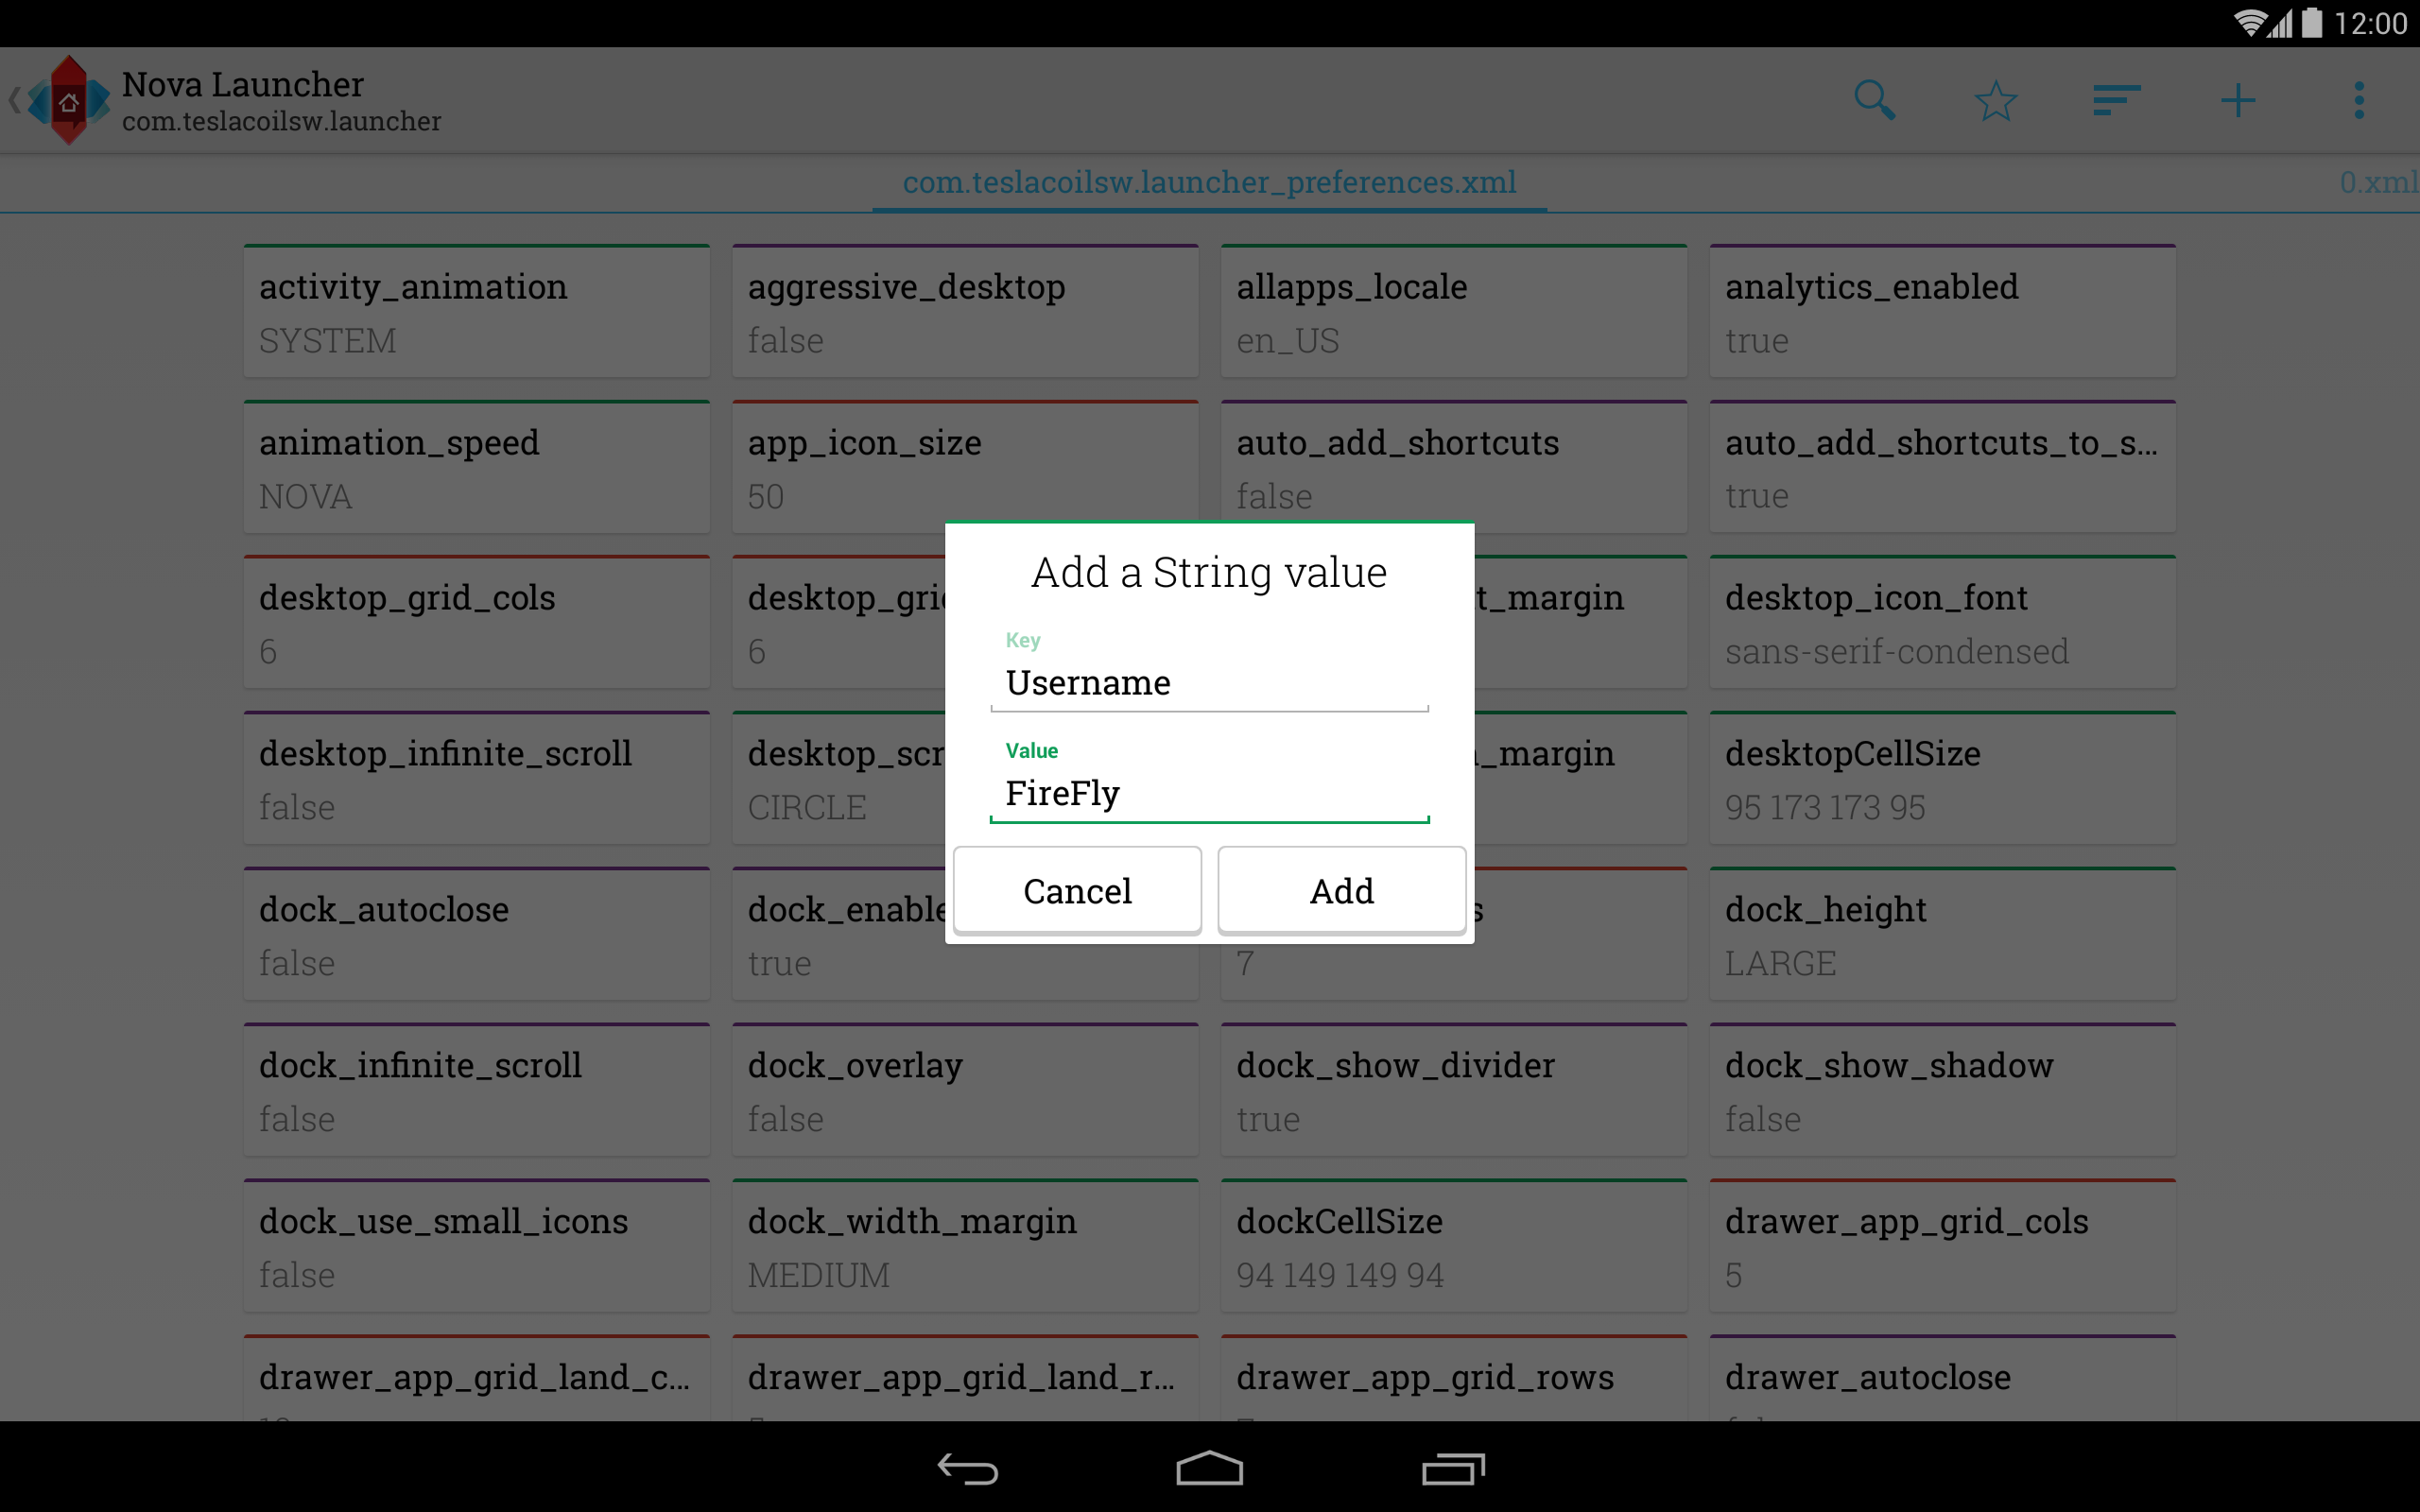 12:00
Nova Launcher
com.teslacoilsw.launcher
com.teslacoilsw.launcher_preferences.xml
0.xml
activity_animation
SYSTEM
aggressive_desktop
false
allapps_locale
en_US
analytics_enabled
true
animation_speed
NOVA
app_icon_size
50
auto_add_shortcuts
false
auto_add_shortcuts_to_s...
true
desktop_grid_cols
6
desktop_gri
6
t_margin
desktop_icon_font
sans-serif-condensed
desktop_infinite_scroll
false
desktop_scr
CIRCLE
_margin
desktopCellSize
95 173 173 95
Add a String value
Key
Username
Value
FireFly
Cancel
Add
dock_autoclose
false
dock_enable
true
s
7
dock_height
LARGE
dock_infinite_scroll
false
dock_overlay
false
dock_show_divider
true
dock_show_shadow
false
dock_use_small_icons
false
dock_width_margin
MEDIUM
dockCellSize
94 149 149 94
drawer_app_grid_cols
5
drawer_app_grid_land_c...
drawer_app_grid_land_r...
drawer_app_grid_rows
drawer_autoclose